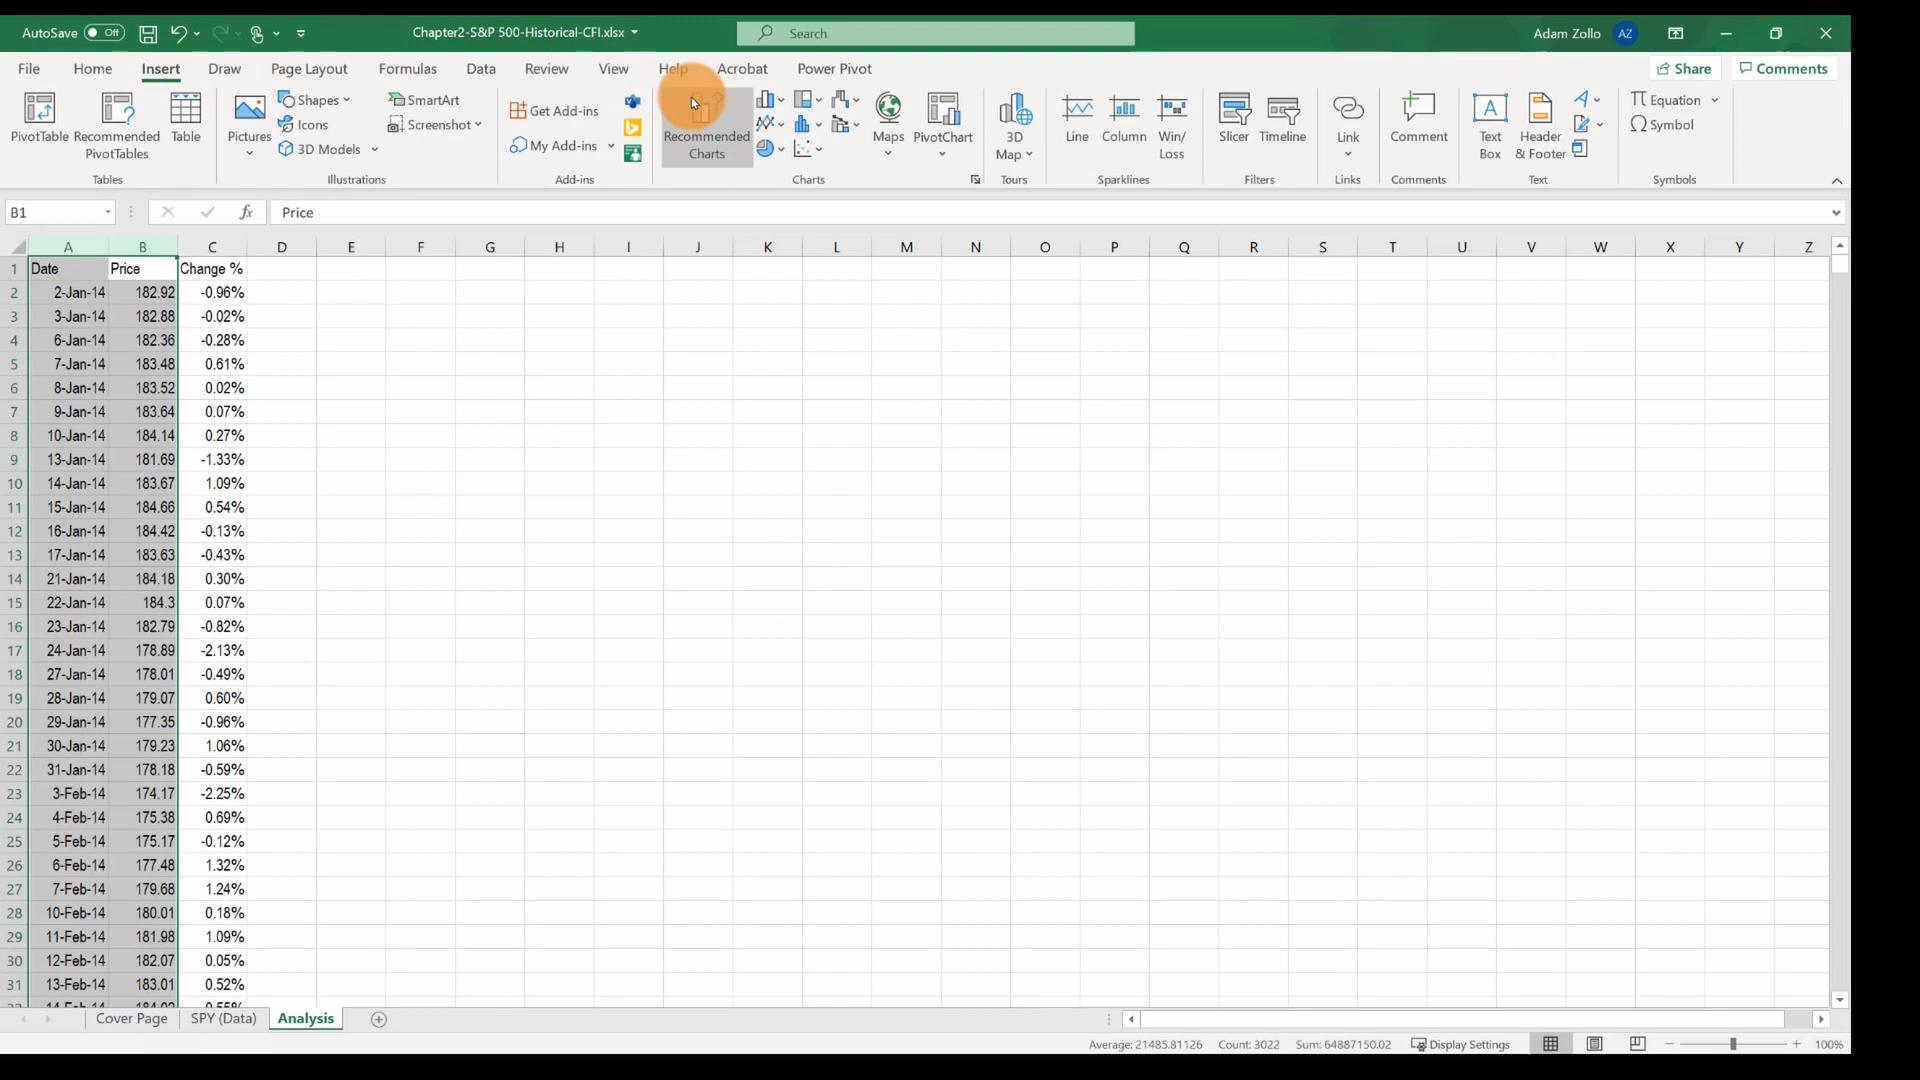 AutoSave Off Chapter2-S&P 500-Historical-CFI.xlsx Search Adam Zollo AZ
File Home Insert Draw Page Layout Formulas Data Review View Help Acrobat Power Pivot Share Comments
PivotTable
Recommended
PivotTables
Table
Tables
Pictures
Shapes
Icons
3D Models
SmartArt
Screenshot
Illustrations
Get Add-ins
My Add-ins
Add-ins
Recommended
Charts
Maps
PivotChart
Charts
3D
Map
Tours
Line
Column
Win/
Loss
Sparklines
Slicer
Timeline
Filters
Link
Links
Comment
Comments
Text
Box
Header
& Footer
Text
Equation
Symbol
Symbols
B1 fx Price
A B C D E F G H I J K L M N O P Q R S T U V W X Y Z
1 Date Price Change %
2 2-Jan-14 182.92 -0.96%
3 3-Jan-14 182.88 -0.02%
4 6-Jan-14 182.36 -0.28%
5 7-Jan-14 183.48 0.61%
6 8-Jan-14 183.52 0.02%
7 9-Jan-14 183.64 0.07%
8 10-Jan-14 184.14 0.27%
9 13-Jan-14 181.69 -1.33%
10 14-Jan-14 183.67 1.09%
11 15-Jan-14 184.66 0.54%
12 16-Jan-14 184.42 -0.13%
13 17-Jan-14 183.63 -0.43%
14 21-Jan-14 184.18 0.30%
15 22-Jan-14 184.3 0.07%
16 23-Jan-14 182.79 -0.82%
17 24-Jan-14 178.89 -2.13%
18 27-Jan-14 178.01 -0.49%
19 28-Jan-14 179.07 0.60%
20 29-Jan-14 177.35 -0.96%
21 30-Jan-14 179.23 1.06%
22 31-Jan-14 178.18 -0.59%
23 3-Feb-14 174.17 -2.25%
24 4-Feb-14 175.38 0.69%
25 5-Feb-14 175.17 -0.12%
26 6-Feb-14 177.48 1.32%
27 7-Feb-14 179.68 1.24%
28 10-Feb-14 180.01 0.18%
29 11-Feb-14 181.98 1.09%
30 12-Feb-14 182.07 0.05%
31 13-Feb-14 183.01 0.52%
Cover Page SPY (Data) Analysis
Average: 21485.81126 Count: 3022 Sum: 64887150.02 Display Settings 100%